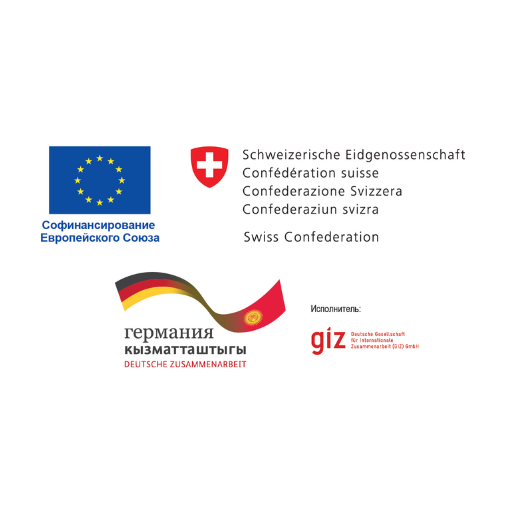 Schweizerische Eidgenossenschaft
Confédération suisse
Confederazione Svizzera
Confederaziun svizra
Swiss Confederation
Софинансирование
Европейского Союза
германия
кызматташтыгы
DEUTSCHE ZUSAMMENARBEIT
Исполнитель:
giz
Deutsche Gesellschaft
für Internationale
Zusammenarbeit (GIZ) GmbH